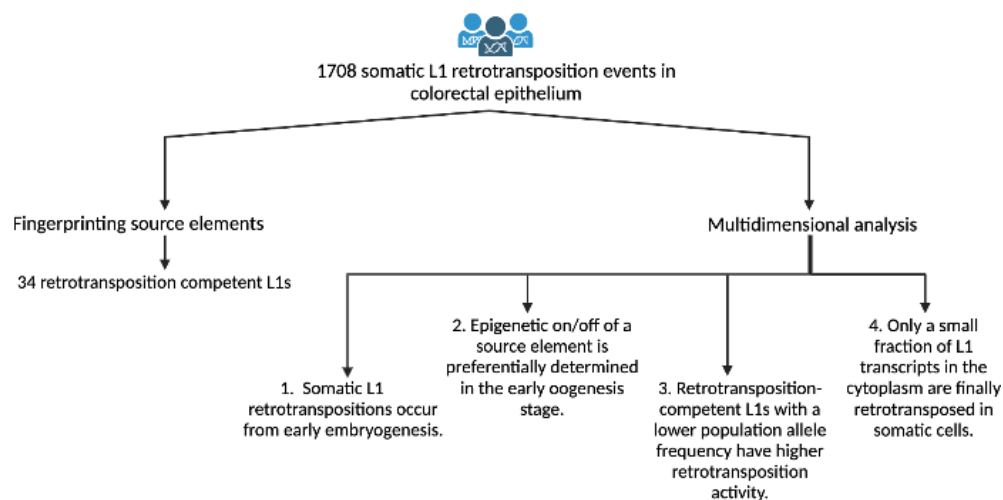 1708 somatic L1 retrotransposition events in
colorectal epithelium
Fingerprinting source elements
34 retrotransposition competent L1s
Multidimensional analysis
1. Somatic L1
retrotranspositions occur
from early embryogenesis.
2. Epigenetic on/off of a
source element is
preferentially determined
in the early oogenesis
stage.
3. Retrotransposition-
competent L1s with a
lower population allele
frequency have higher
retrotransposition
activity.
4. Only a small
fraction of L1
transcripts in the
cytoplasm are finally
retrotransposed in
somatic cells.